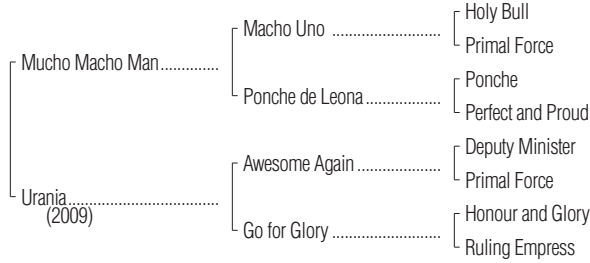 Holy Bull
Macho Uno ..................
Primal Force
Mucho Macho Man..............
Ponche
Ponche de Leona..................
Perfect and Proud
Deputy Minister
Awesome Again ..................
Primal Force
Urania..............................
(2009)
Honour and Glory
Go for Glory ......................
Ruling Empress